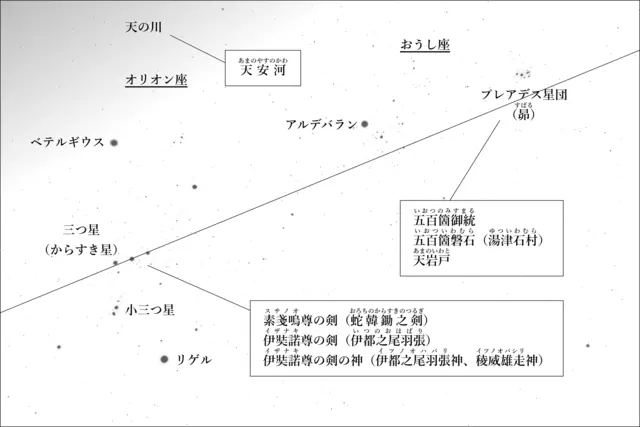 天の川
あまのやすのかわ
天安河
おうし座
オリオン座
プレアデス星団
すばる
（昴）
アルデバラン
ベテルギウス
いおつのみすまる
五百箇御統
いおついわむら ゆついわむら
五百箇磐石（湯津石村）
あまのいわと
天岩戸
三つ星
（からすき星）
小三つ星
スサノオ おろちのからすきのつるぎ
素戔嗚尊の剣（蛇韓鋤之剣）
イザナキ いつのおはばり
伊奘諾尊の剣（伊都之尾羽張）
イザナキ イツノオハバリ イツノオバシリ
伊奘諾尊の剣の神（伊都之尾羽張神、稜威雄走神）
リゲル